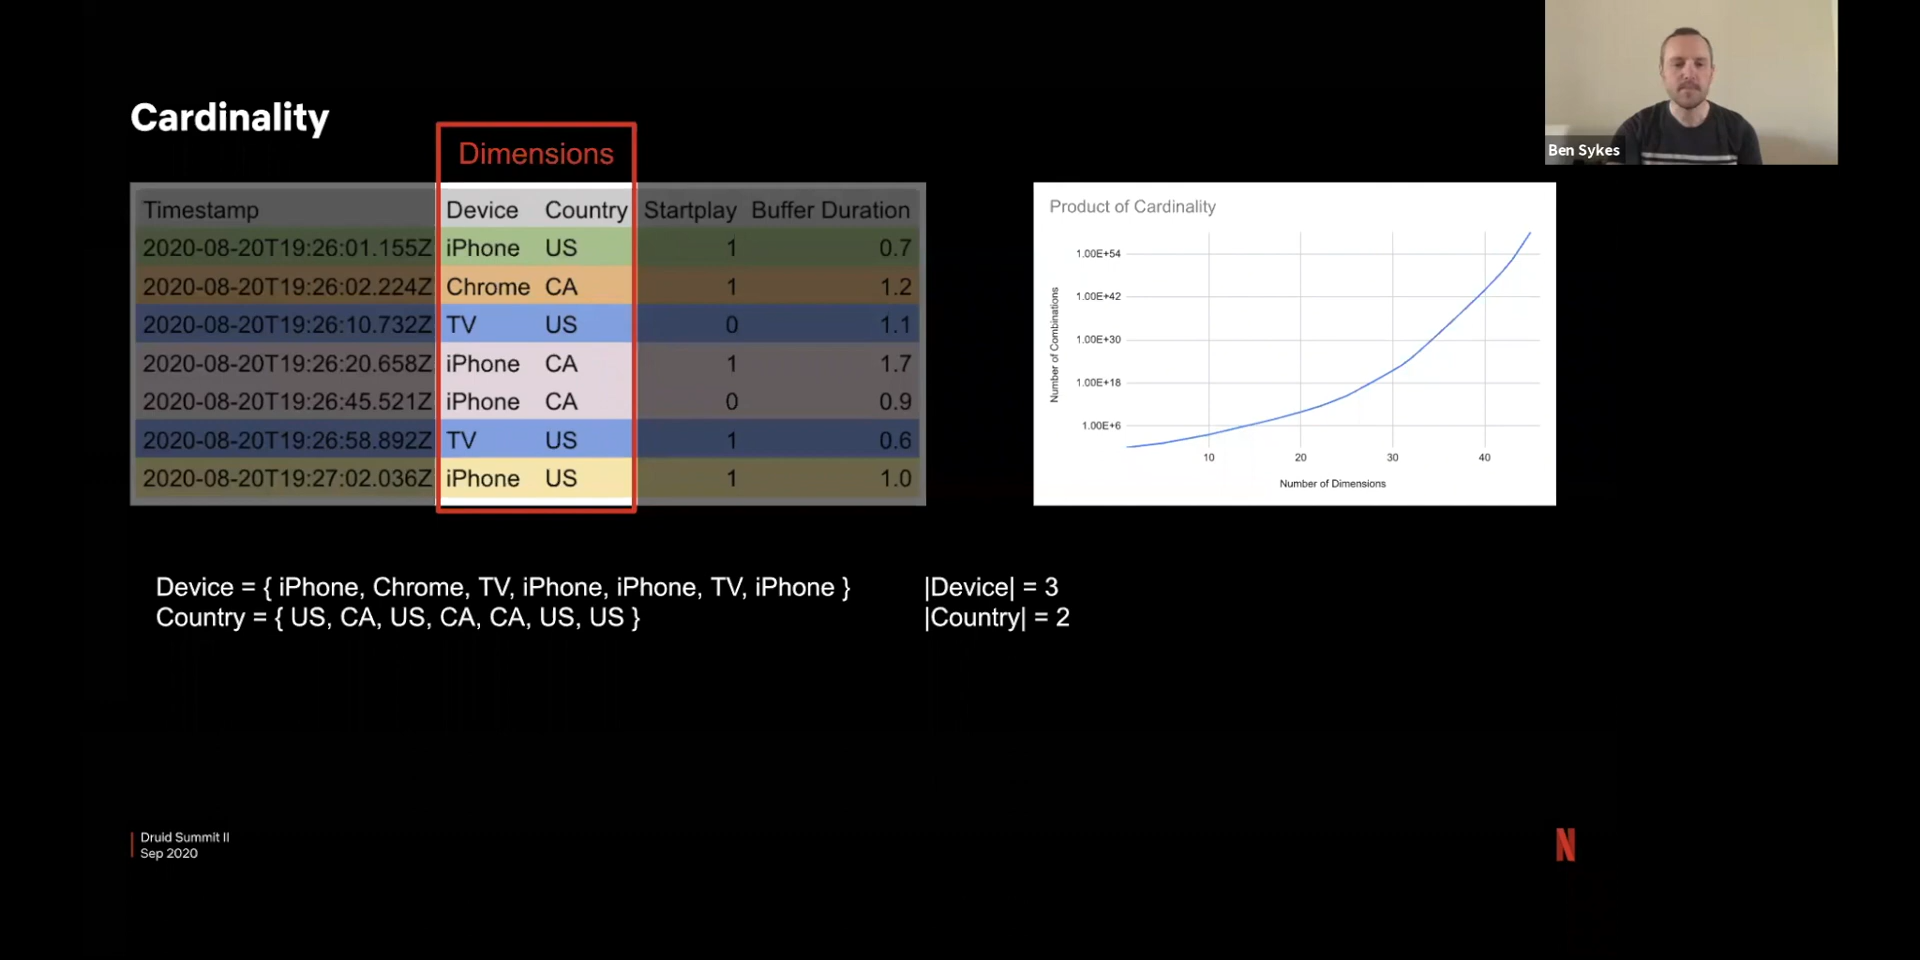 Cardinality
Dimensions
Timestamp Device Country Startplay Buffer Duration
2020-08-20T19:26:01.155Z iPhone US 1 0.7
2020-08-20T19:26:02.224Z Chrome CA 1 1.2
2020-08-20T19:26:10.732Z TV US 0 1.1
2020-08-20T19:26:20.658Z iPhone CA 1 1.7
2020-08-20T19:26:45.521Z iPhone CA 0 0.9
2020-08-20T19:26:58.892Z TV US 1 0.6
2020-08-20T19:27:02.036Z iPhone US 1 1.0
Ben Sykes
Product of Cardinality
Number of Combinations
1.00E+54
1.00E+42
1.00E+30
1.00E+18
1.00E+6
10 20 30 40
Number of Dimensions
Device = { iPhone, Chrome, TV, iPhone, iPhone, TV, iPhone } |Device| = 3
Country = { US, CA, US, CA, CA, US, US } |Country| = 2
Druid Summit II
Sep 2020
N